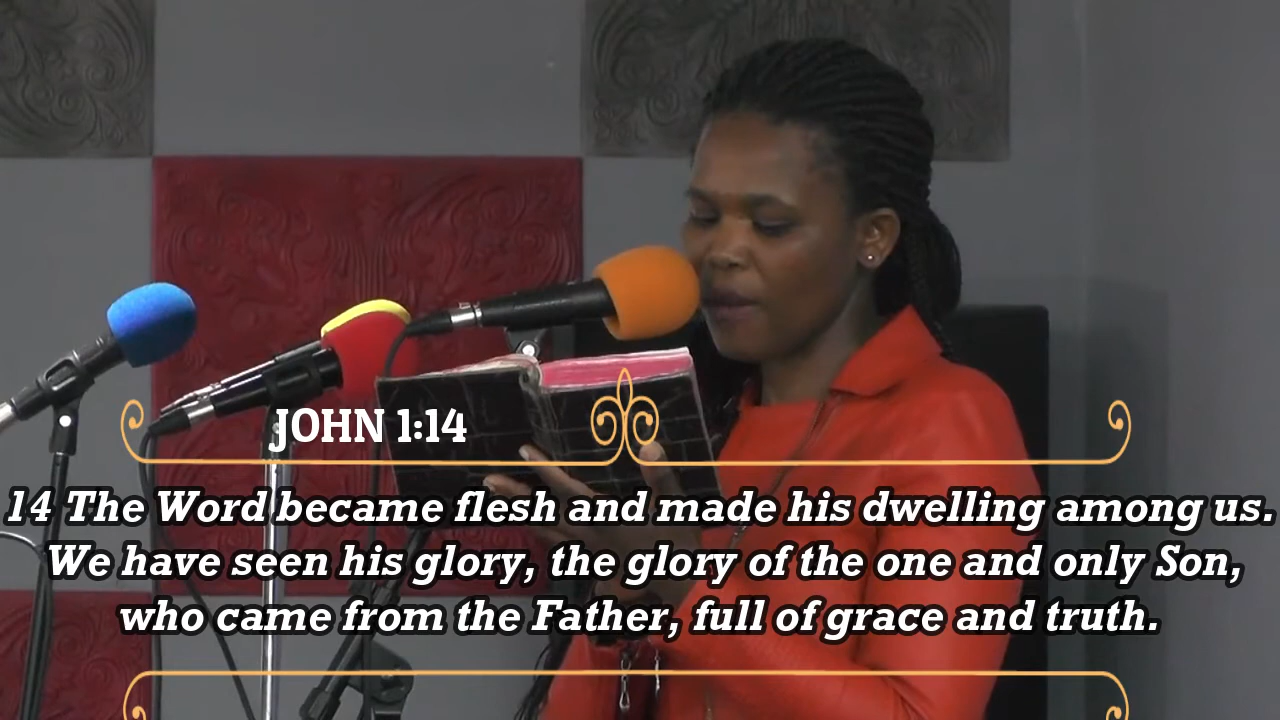 JOHN 1:14
14 The Word became flesh and made his dwelling among us.
We have seen his glory, the glory of the one and only Son,
who came from the Father, full of grace and truth.